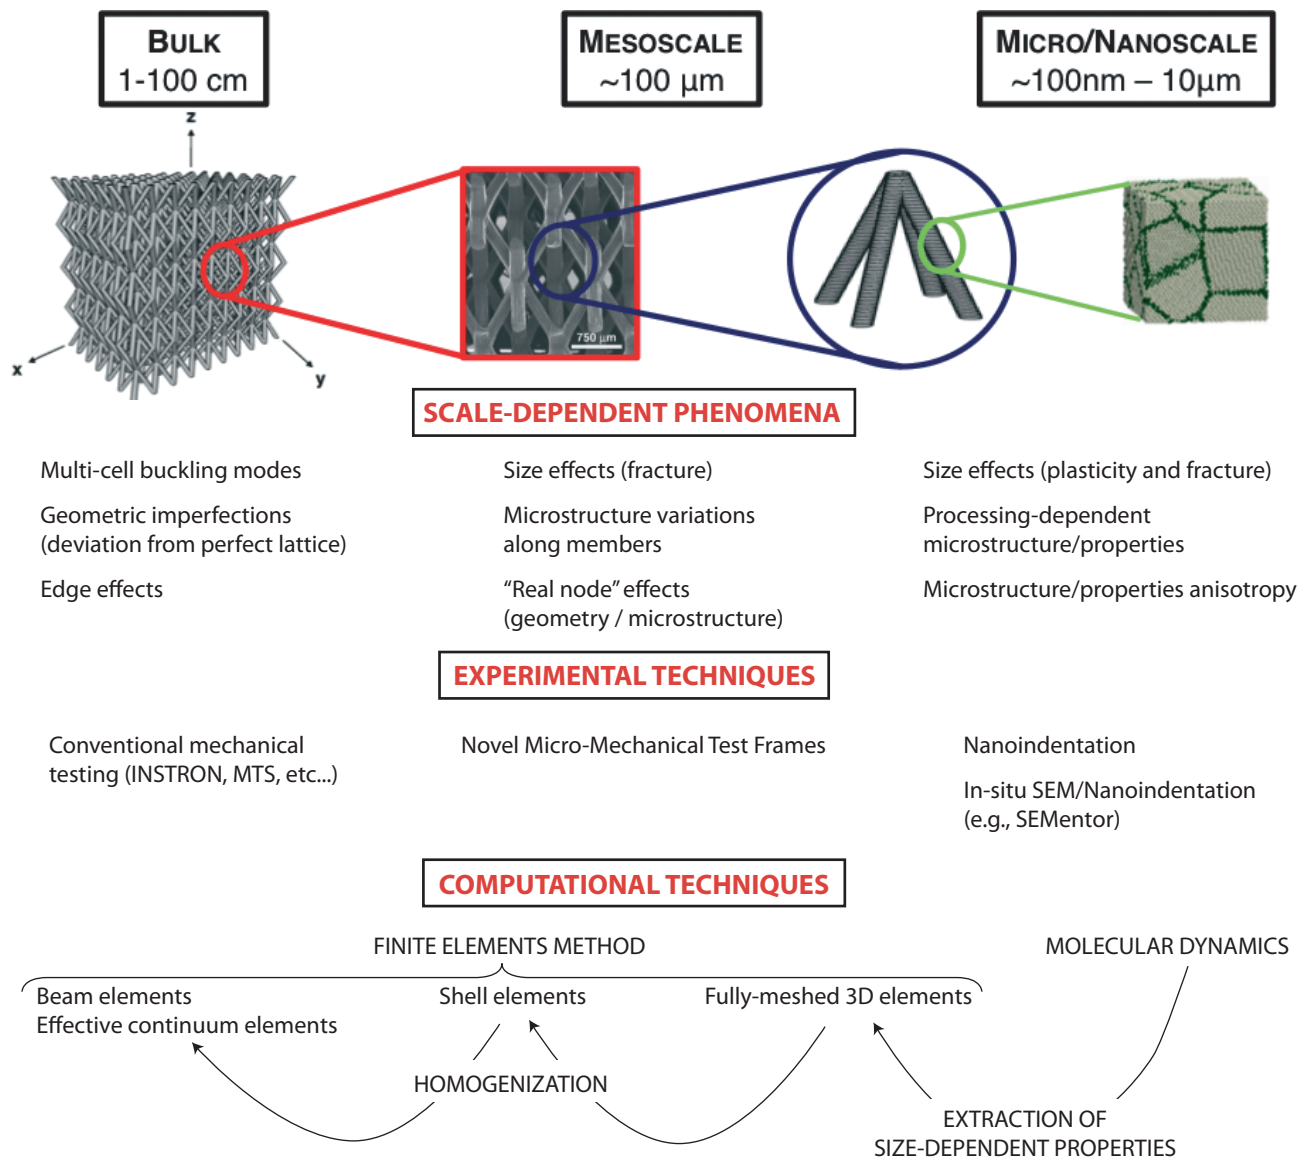 BULK
1-100 cm
MESOSCALE
~100 μm
MICRO/NANOSCALE
~100nm – 10μm
z
x
y
750 μm
SCALE-DEPENDENT PHENOMENA
Multi-cell buckling modes
Geometric imperfections
(deviation from perfect lattice)
Edge effects
Size effects (fracture)
Microstructure variations
along members
“Real node” effects
(geometry / microstructure)
Size effects (plasticity and fracture)
Processing-dependent
microstructure/properties
Microstructure/properties anisotropy
EXPERIMENTAL TECHNIQUES
Conventional mechanical
testing (INSTRON, MTS, etc...)
Novel Micro-Mechanical Test Frames
Nanoindentation
In-situ SEM/Nanoindentation
(e.g., SEMentor)
COMPUTATIONAL TECHNIQUES
FINITE ELEMENTS METHOD
MOLECULAR DYNAMICS
Beam elements
Effective continuum elements
Shell elements
Fully-meshed 3D elements
HOMOGENIZATION
EXTRACTION OF
SIZE-DEPENDENT PROPERTIES